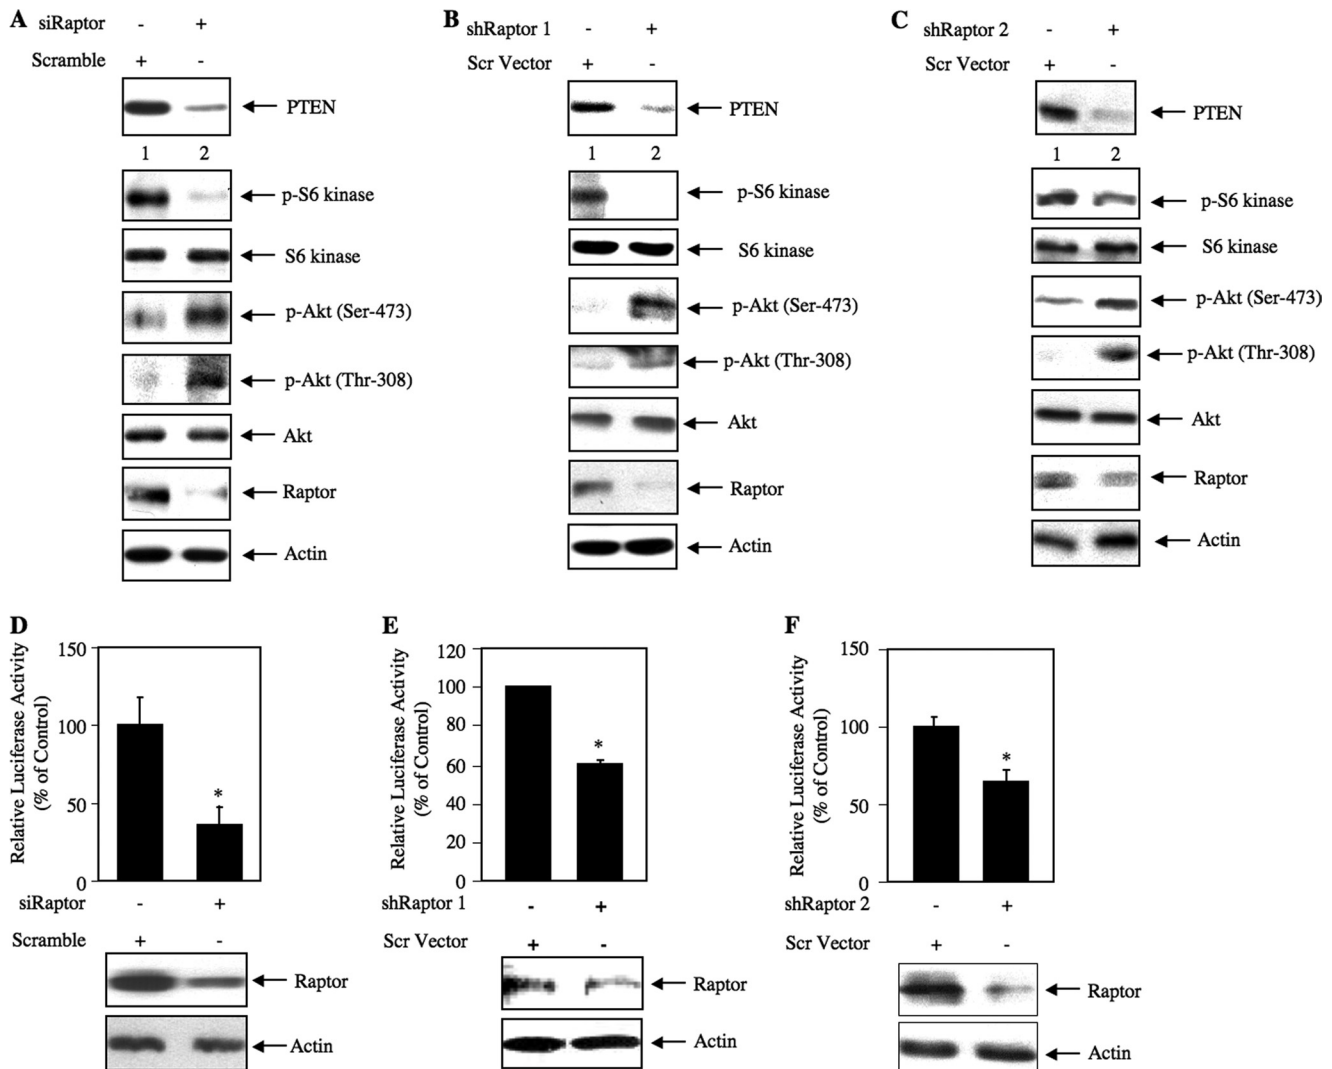 A
siRaptor - +
Scramble + -
PTEN
1 2
p-S6 kinase
S6 kinase
p-Akt (Ser-473)
p-Akt (Thr-308)
Akt
Raptor
Actin
B
shRaptor 1 - +
Scr Vector + -
PTEN
1 2
p-S6 kinase
S6 kinase
p-Akt (Ser-473)
p-Akt (Thr-308)
Akt
Raptor
Actin
C
shRaptor 2 - +
Scr Vector + -
PTEN
1 2
p-S6 kinase
S6 kinase
p-Akt (Ser-473)
p-Akt (Thr-308)
Akt
Raptor
Actin
D
Relative Luciferase Activity
(% of Control)
150
100
50
0
*
siRaptor - +
Scramble + -
Raptor
Actin
E
Relative Luciferase Activity
(% of Control)
120
100
80
60
40
20
0
*
shRaptor 1 - +
Scr Vector + -
Raptor
Actin
F
Relative Luciferase Activity
(% of Control)
150
100
50
0
*
shRaptor 2 - +
Scr Vector + -
Raptor
Actin